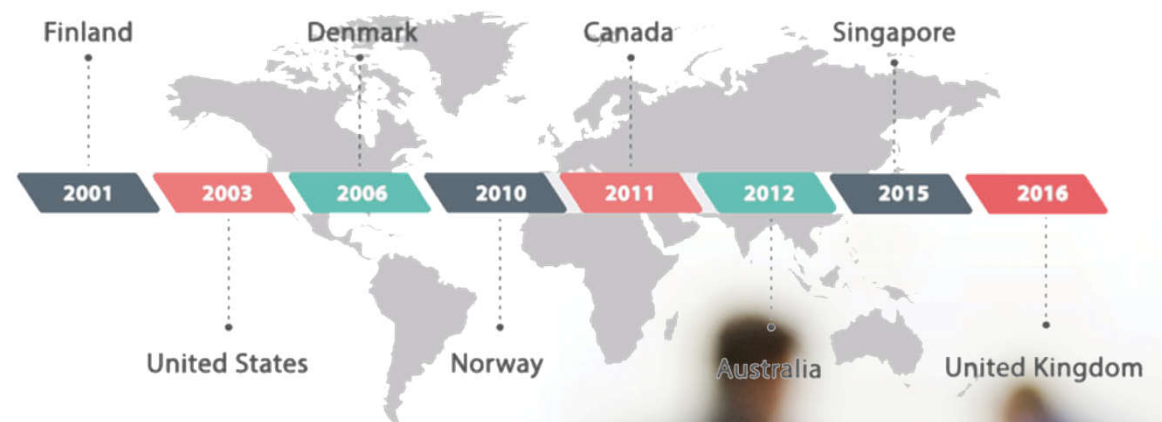 Finland Denmark Canada Singapore
2001 2003 2006 2010 2011 2012 2015 2016
United States Norway Australia United Kingdom